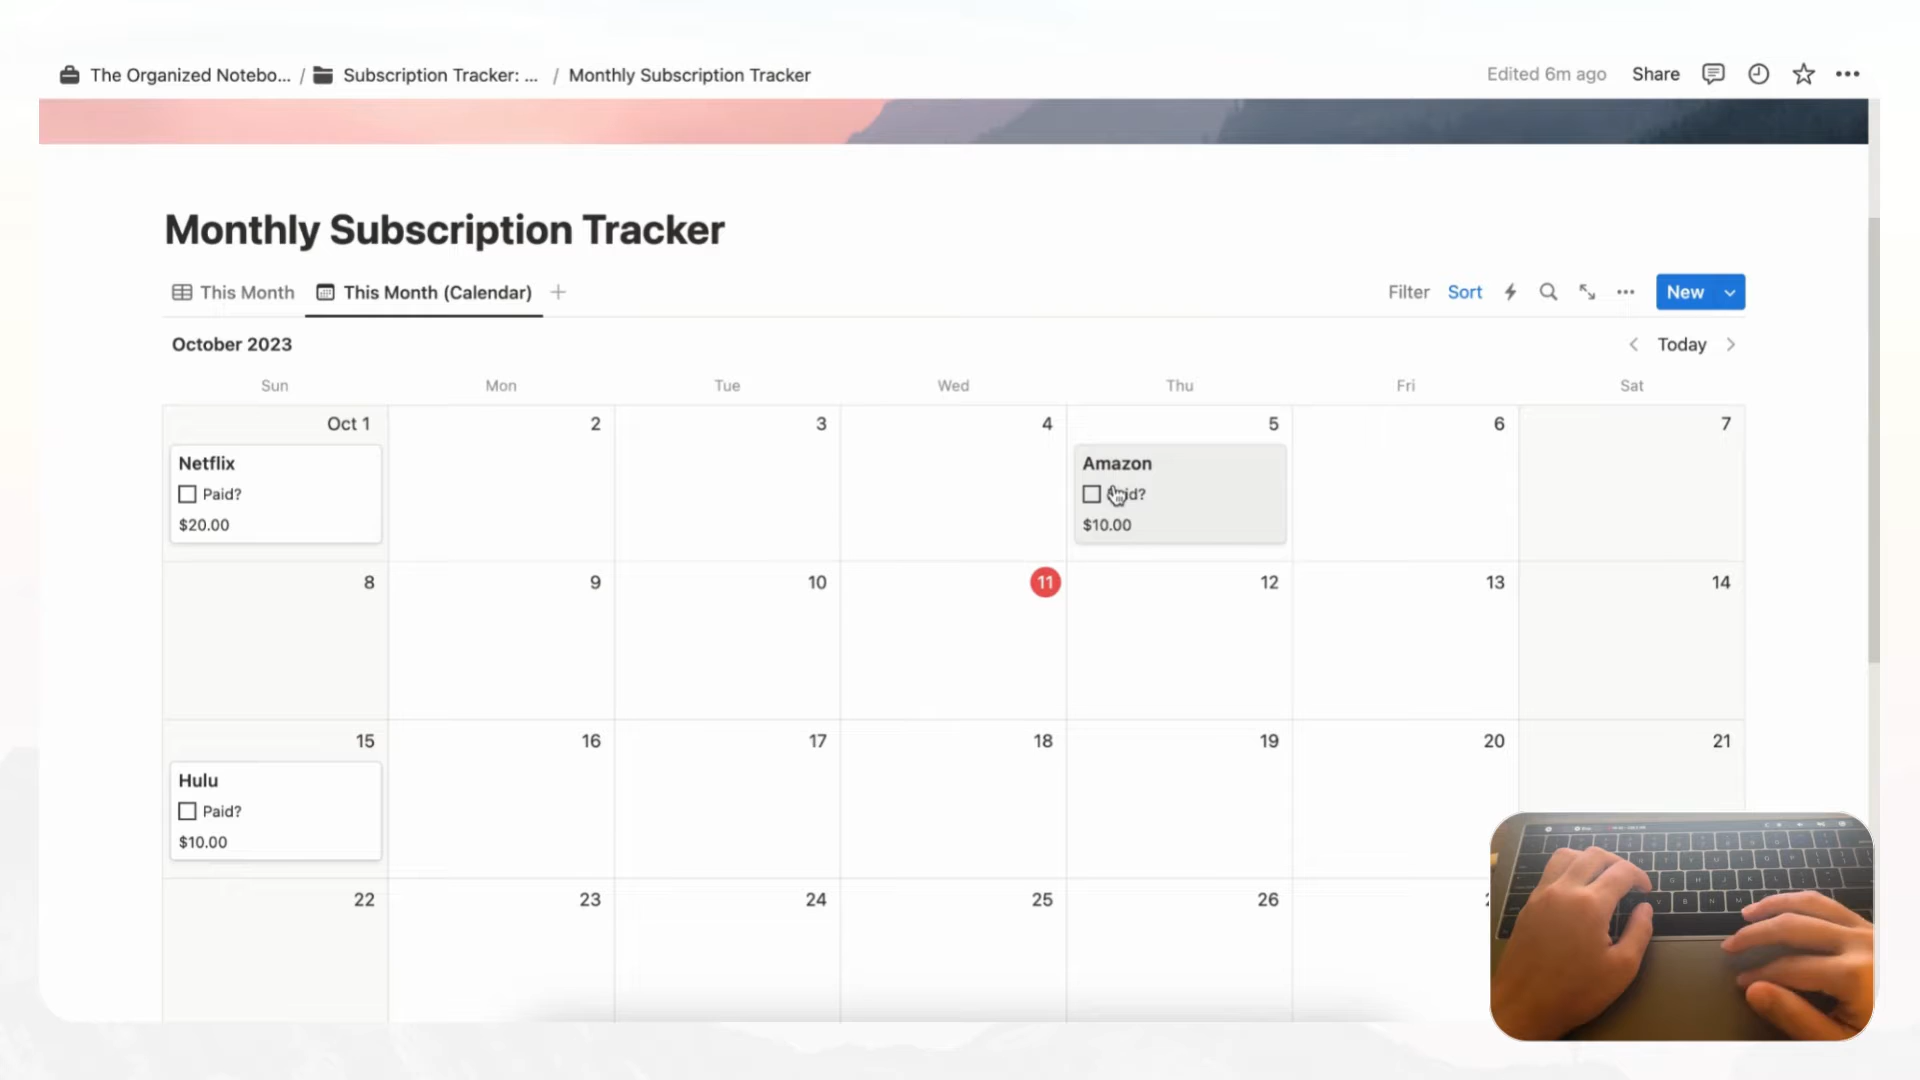 The Organized Notebo... / Subscription Tracker: ... / Monthly Subscription Tracker
Edited 6m ago Share
Monthly Subscription Tracker
This Month This Month (Calendar)
Filter Sort New
October 2023
Today
Sun Mon Tue Wed Thu Fri Sat
Oct 1 2 3 4 5 6 7
Netflix
Paid?
$20.00
Amazon
$10.00
8 9 10 11 12 13 14
15 16 17 18 19 20 21
Hulu
Paid?
$10.00
22 23 24 25 26